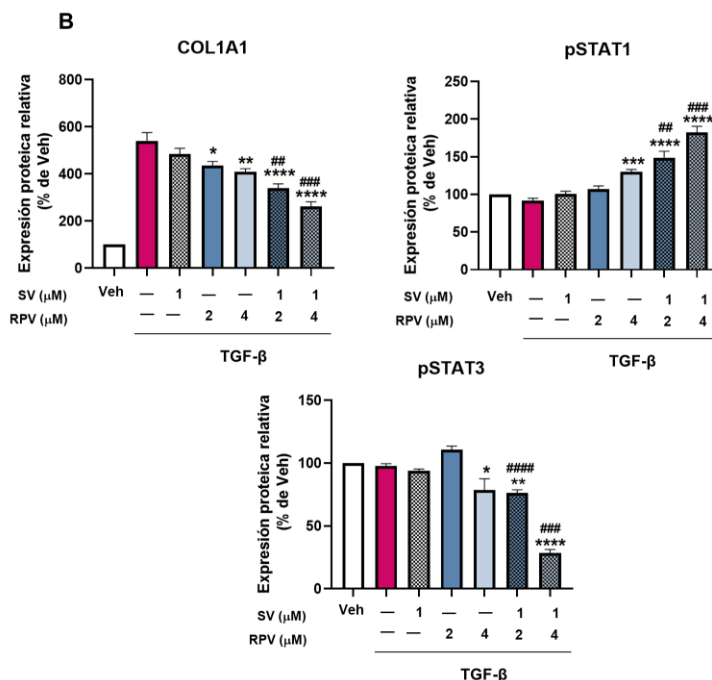 B
COL1A1
Expresión proteica relativa
(% de Veh)
800
600
400
200
0
*
**
##
****
###
****
Veh
SV (μM) — 1 — — 1 1
RPV (μM) — — 2 4 2 4
TGF-β
pSTAT1
Expresión proteica relativa
(% de Veh)
250
200
150
100
50
0
***
##
****
###
****
Veh
SV (μM) — 1 — — 1 1
RPV (μM) — — 2 4 2 4
TGF-β
pSTAT3
Expresión proteica relativa
(% de Veh)
150
100
50
0
*
####
**
###
****
Veh
SV (μM) — 1 — — 1 1
RPV (μM) — — 2 4 2 4
TGF-β